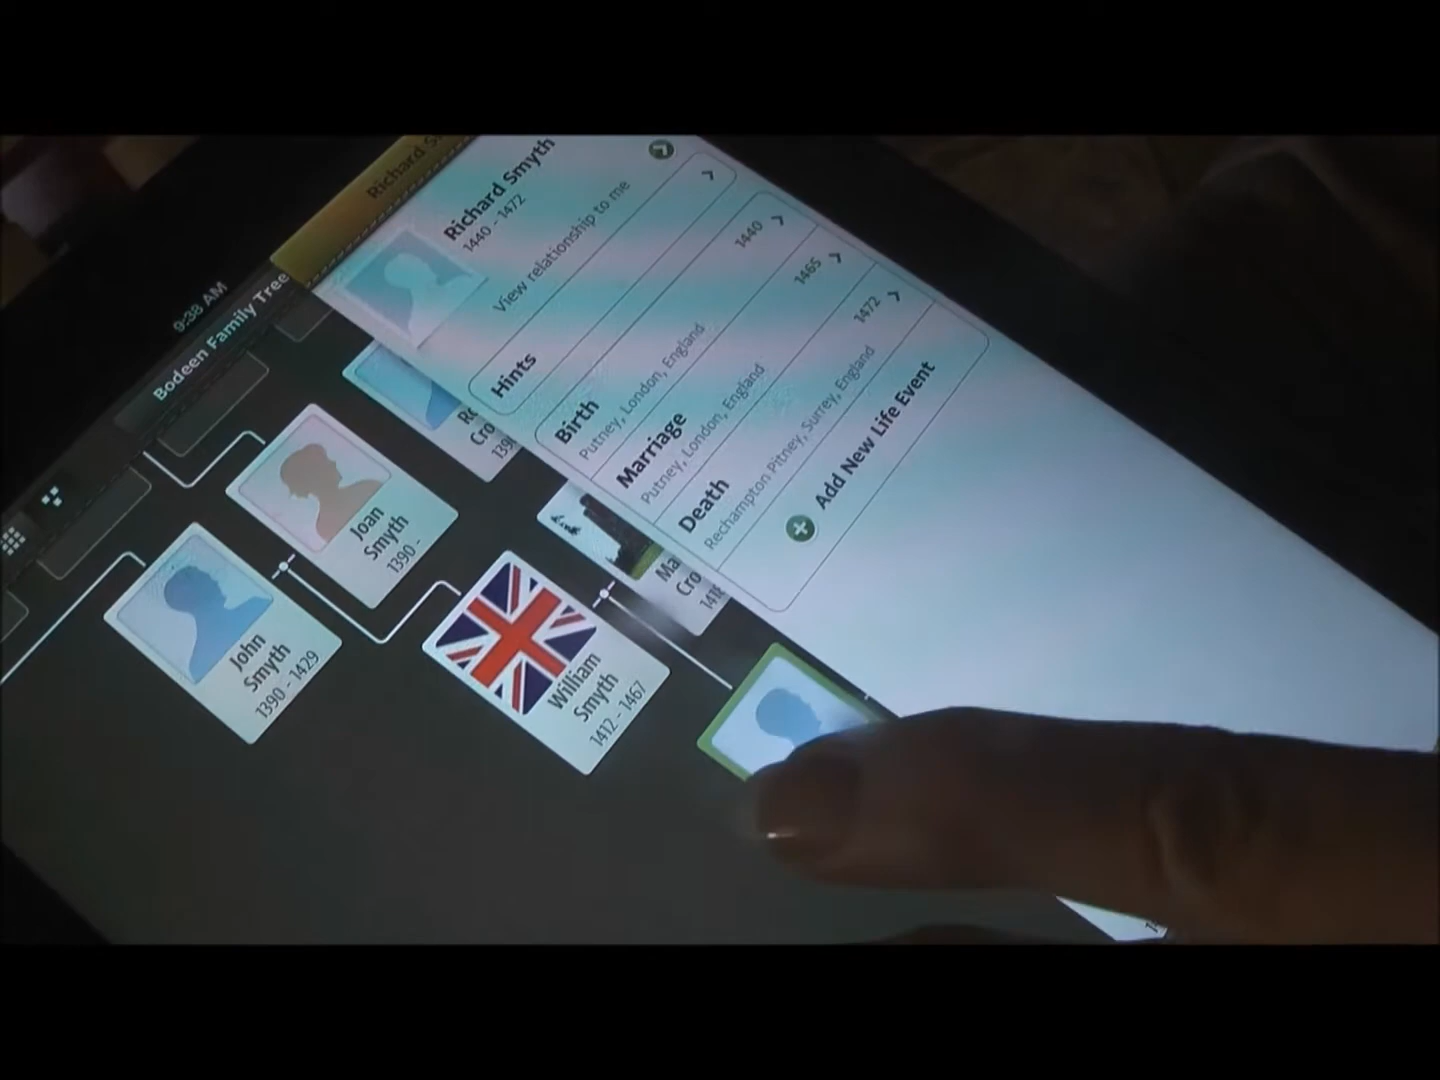 9:38 AM
Bodeen Family Tree
Richard
Richard Smyth
1440 - 1472
View relationship to me
Hints
Birth
1440
Putney, London, England
Marriage
1465
Putney, London, England
Death
1472
Rechampton Pitney, Surrey, England
Add New Life Event
Joan
Smyth
1390 -
John
Smyth
1390 - 1429
William
Smyth
1412 - 1467